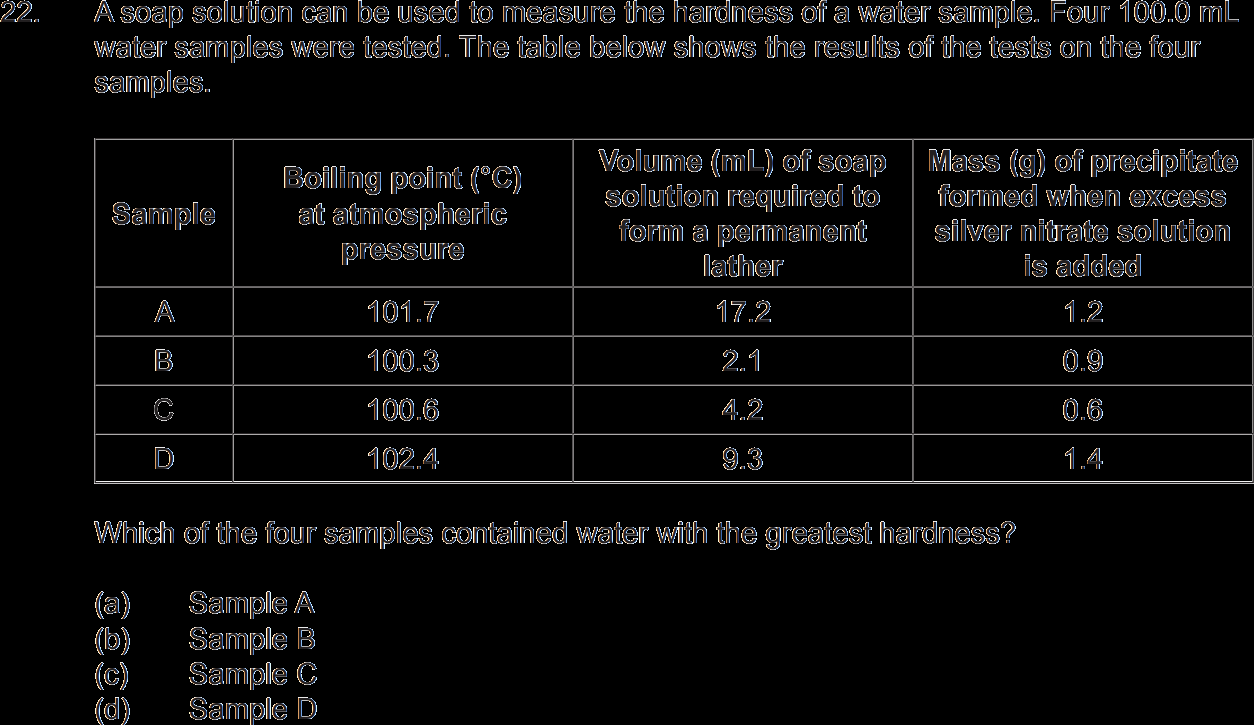 22. A soap solution can be used to measure the hardness of a water sample. Four 100.0 mL
water samples were tested. The table below shows the results of the tests on the four
samples.
Sample Boiling point (°C) at atmospheric pressure Volume (mL) of soap solution required to form a permanent lather Mass (g) of precipitate formed when excess silver nitrate solution is added
A 101.7 17.2 1.2
B 100.3 2.1 0.9
C 100.6 4.2 0.6
D 102.4 9.3 1.4
Which of the four samples contained water with the greatest hardness?
(a) Sample A
(b) Sample B
(c) Sample C
(d) Sample D